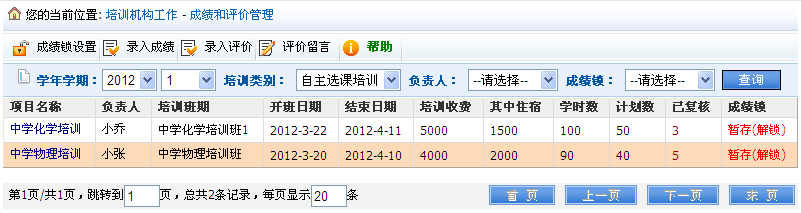 您的当前位置: 培训机构工作 - 成绩和评价管理
成绩锁设置 录入成绩 录入评价 评价留言 帮助
学年学期： 2012 1 培训类别： 自主选课培训 负责人： --请选择-- 成绩锁： --请选择-- 查询
项目名称 负责人 培训班期 开班日期 结束日期 培训收费 其中住宿 学时数 计划数 已复核 成绩锁
中学化学培训 小乔 中学化学培训班1 2012-3-22 2012-4-11 5000 1500 100 50 3 暂存(解锁)
中学物理培训 小张 中学物理培训班 2012-3-20 2012-4-10 4000 2000 90 40 5 暂存(解锁)
第1页/共1页，跳转到 1 页，总共2条记录，每页显示 20 条 首 页 上一页 下一页 末 页